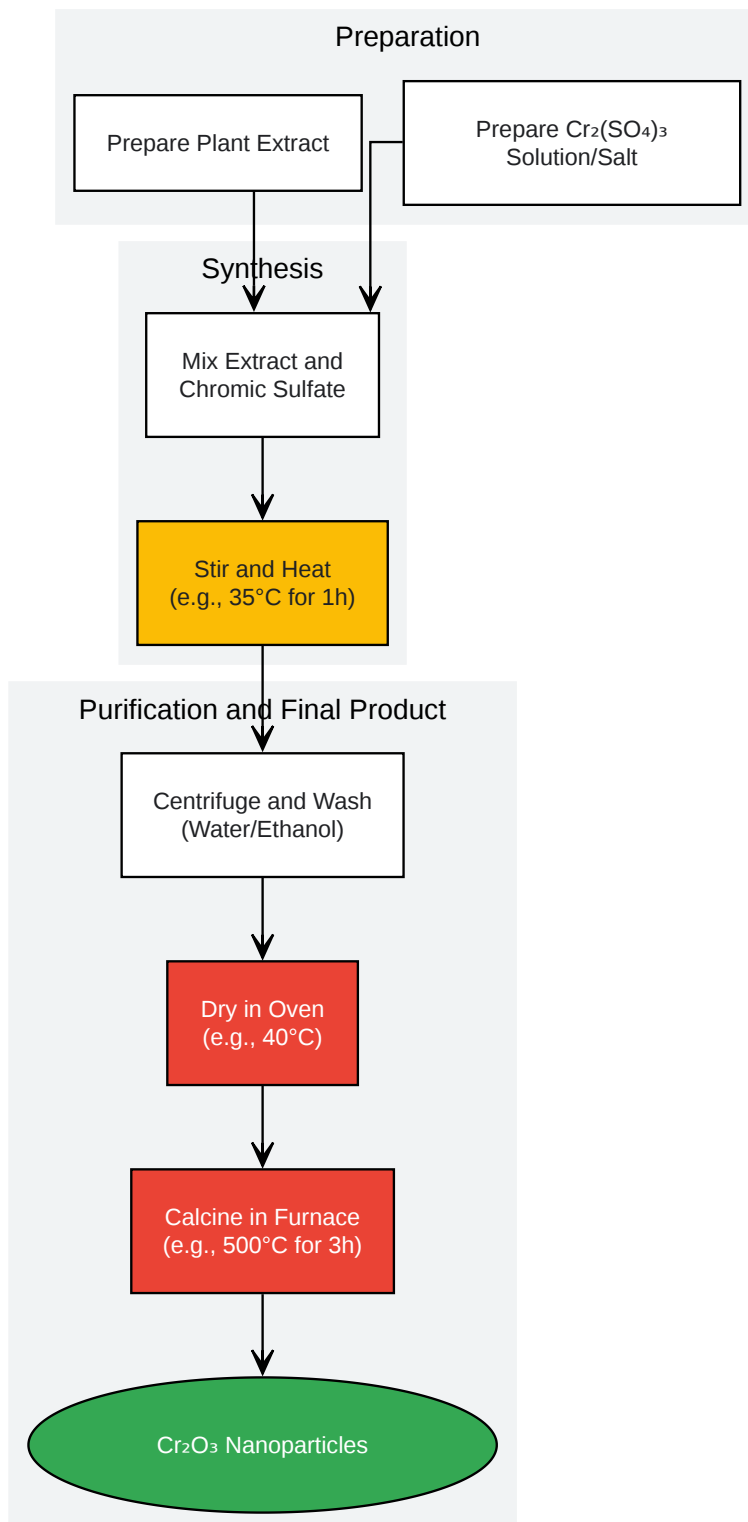 Preparation
Prepare Plant Extract
Prepare Cr₂(SO₄)₃
Solution/Salt
Synthesis
Mix Extract and
Chromic Sulfate
Stir and Heat
(e.g., 35°C for 1h)
Purification and Final Product
Centrifuge and Wash
(Water/Ethanol)
Dry in Oven
(e.g., 40°C)
Calcine in Furnace
(e.g., 500°C for 3h)
Cr₂O₃ Nanoparticles